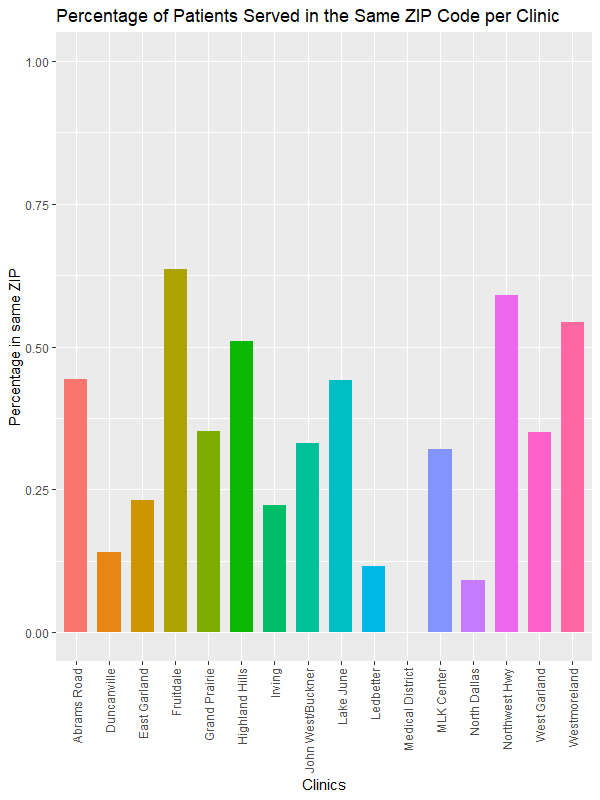 Percentage of Patients Served in the Same ZIP Code per Clinic
Percentage in same ZIP
1.00
0.75
0.50
0.25
0.00
Abrams Road
Duncanville
East Garland
Fruitdale
Grand Prairie
Highland Hills
Irving
John West/Buckner
Lake June
Ledbetter
Medical District
MLK Center
North Dallas
Northwest Hwy
West Garland
Westmoreland
Clinics